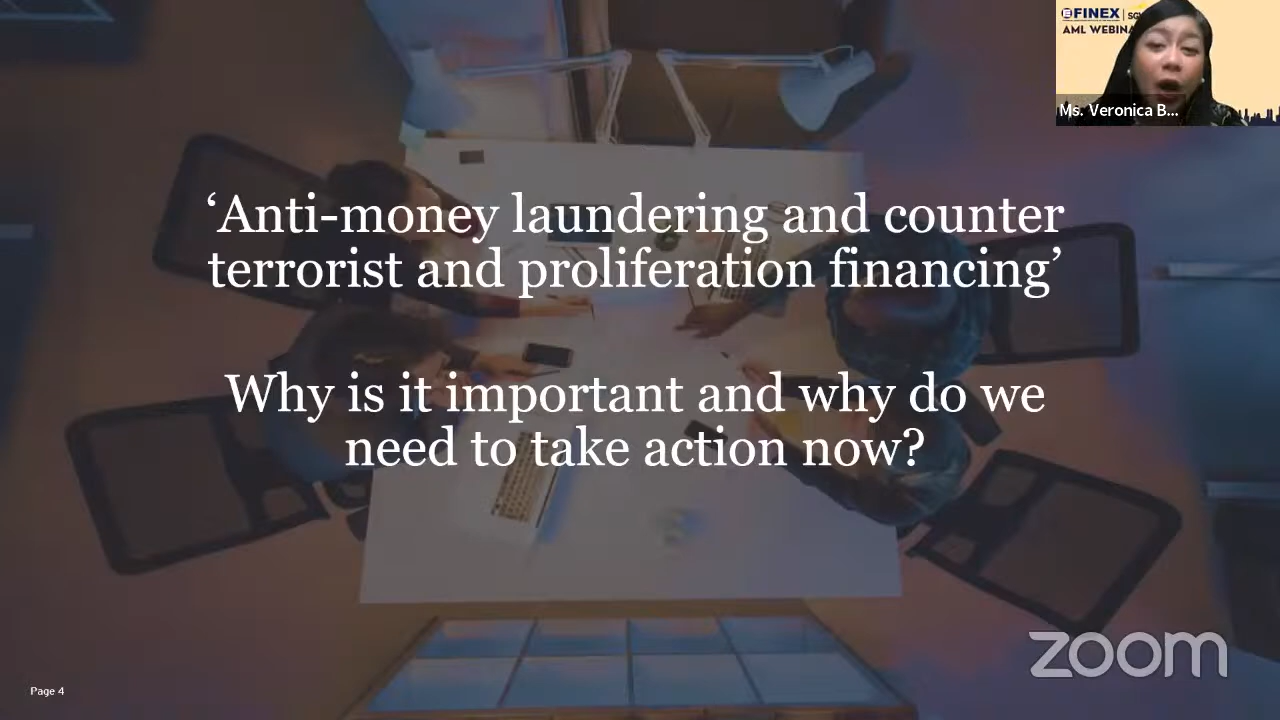 FINEX | SGV
AML WEBINA
Ms. Veronica B...
‘Anti-money laundering and counter
terrorist and proliferation financing’
Why is it important and why do we
need to take action now?
zoom
Page 4